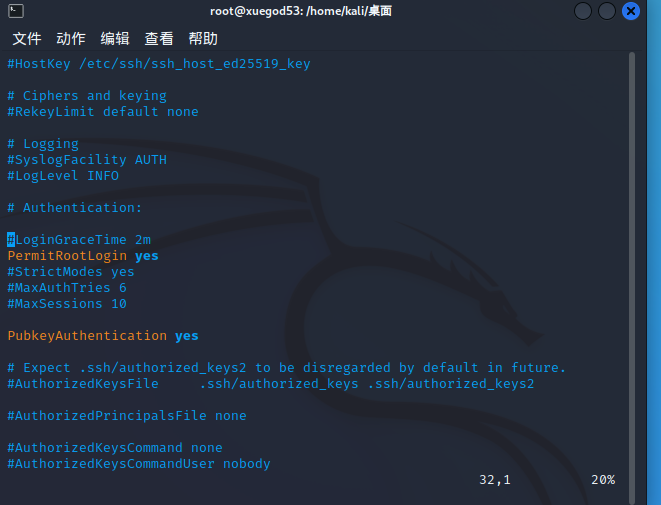 root@xuegod53: /home/kali/桌面
文件 动作 编辑 查看 帮助
#HostKey /etc/ssh/ssh_host_ed25519_key
# Ciphers and keying
#RekeyLimit default none
# Logging
#SyslogFacility AUTH
#LogLevel INFO
# Authentication:
#LoginGraceTime 2m
PermitRootLogin yes
#StrictModes yes
#MaxAuthTries 6
#MaxSessions 10
PubkeyAuthentication yes
# Expect .ssh/authorized_keys2 to be disregarded by default in future.
#AuthorizedKeysFile     .ssh/authorized_keys .ssh/authorized_keys2
#AuthorizedPrincipalsFile none
#AuthorizedKeysCommand none
#AuthorizedKeysCommandUser nobody
32,1 20%